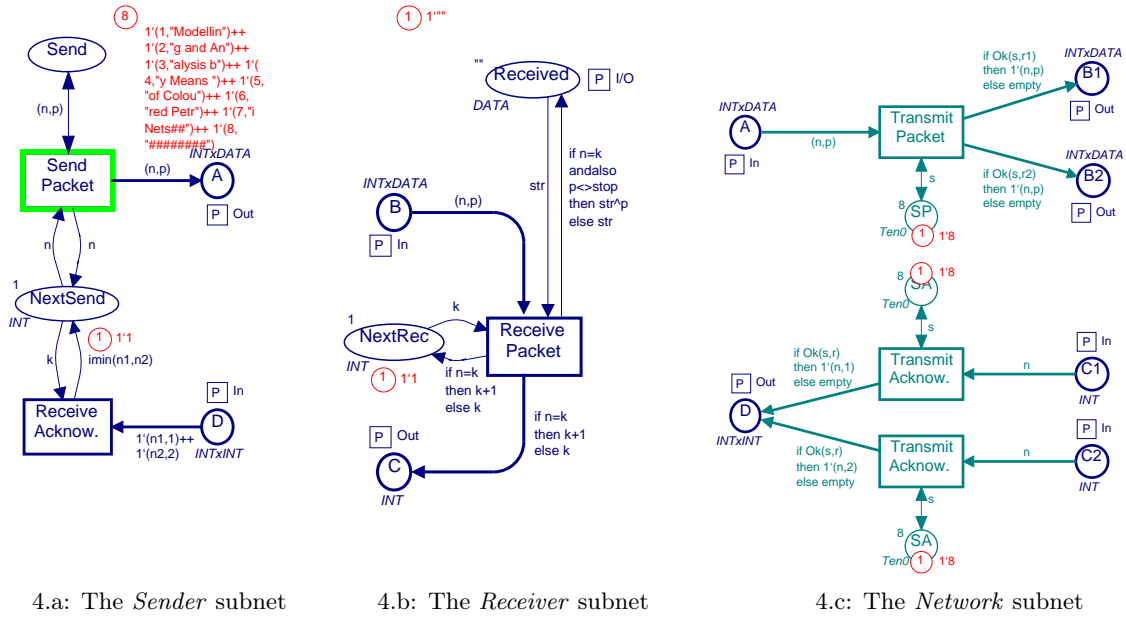 8
1'(1,"Modellin")++
1'(2,"g and An")++
1'(3,"alysis b")++ 1'(
4,"y Means ")++ 1'(5,
"of Colou")++ 1'(6,
"red Petr")++ 1'(7,"i
Nets##")++ 1'(8,
"########")
Send
(n,p)
Send
Packet
(n,p)
INTxDATA
A
P Out
n
n
1
NextSend
INT
1 1'1
k
imin(n1,n2)
Receive
Acknow.
P In
D
INTxINT
1'(n1,1)++
1'(n2,2)
4.a: The Sender subnet
1 1'""
""
Received
DATA
P I/O
str
if n=k
andalso
p<>stop
then str^p
else str
INTxDATA
B
P In
(n,p)
1
NextRec
INT
1 1'1
k
if n=k
then k+1
else k
Receive
Packet
if n=k
then k+1
else k
P Out
C
INT
4.b: The Receiver subnet
INTxDATA
A
P In
(n,p)
Transmit
Packet
if Ok(s,r1)
then 1'(n,p)
else empty
INTxDATA
B1
P Out
if Ok(s,r2)
then 1'(n,p)
else empty
INTxDATA
B2
P Out
s
8
SP
Ten0
1 1'8
8
1 1'8
SA
Ten0
s
Transmit
Acknow.
if Ok(s,r)
then 1'(n,1)
else empty
n
P In
C1
INT
P Out
D
INTxINT
Transmit
Acknow.
if Ok(s,r)
then 1'(n,2)
else empty
n
P In
C2
INT
s
8
SA
Ten0
1 1'8
4.c: The Network subnet